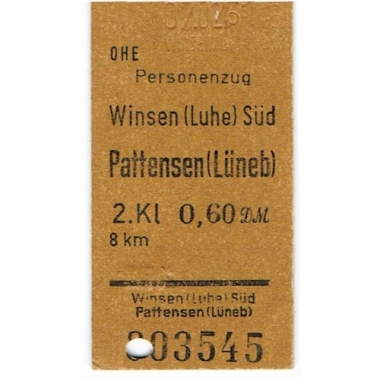 OHE
Personenzug
Winsen (Luhe) Süd
Pattensen (Lüneb)
2. Kl 0,60 DM
8 km
Winsen (Luhe) Süd
Pattensen (Lüneb)
03545